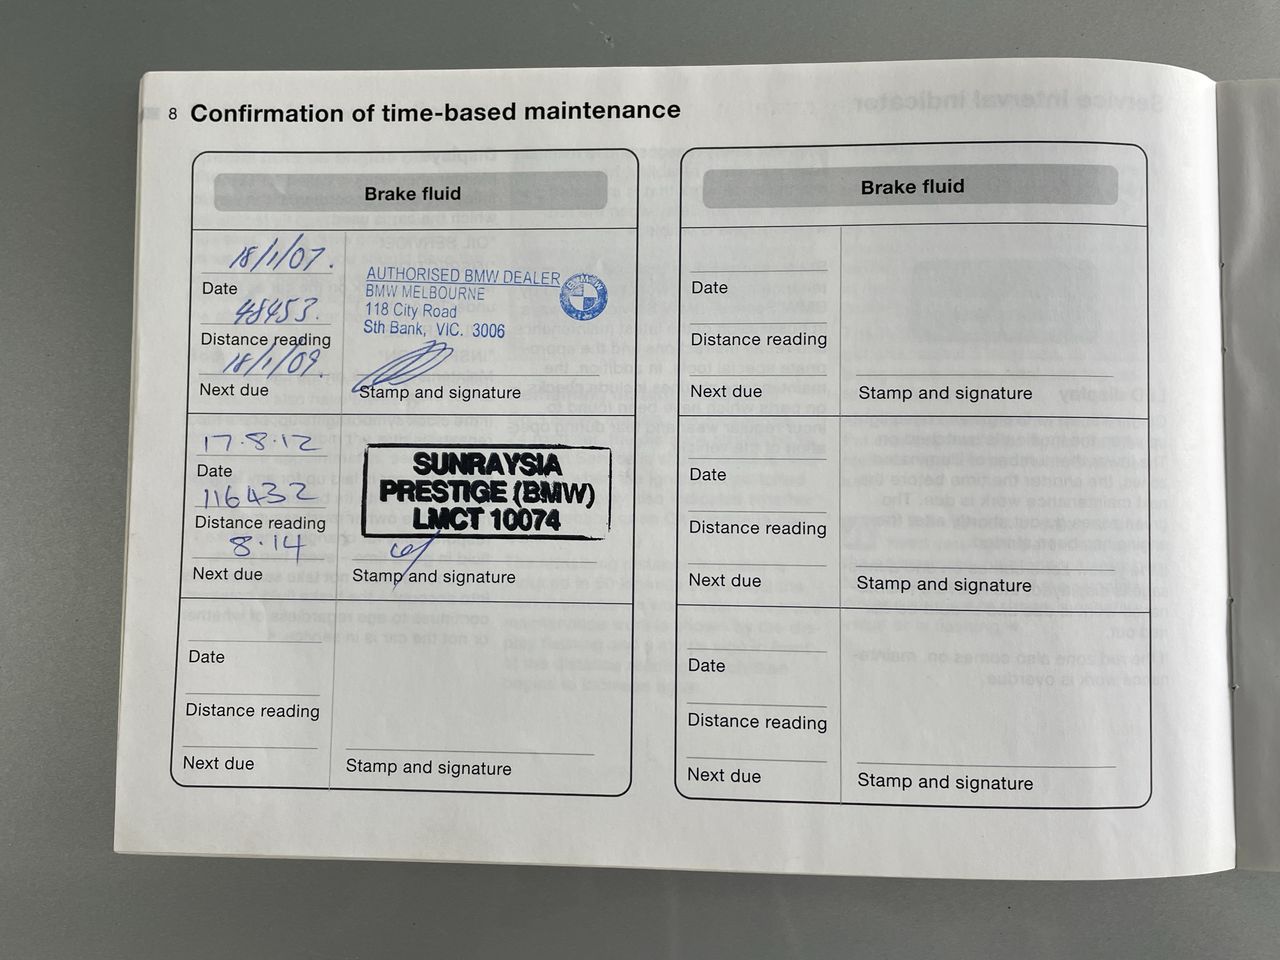 8 Confirmation of time-based maintenance
Brake fluid
18/1/07.
Date
48453.
Distance reading
18/1/09.
Next due
AUTHORISED BMW DEALER
BMW MELBOURNE
118 City Road
Sth Bank, VIC. 3006
BMW
Stamp and signature
17.8.12
Date
116432
Distance reading
8.14
Next due
SUNRAYSIA
PRESTIGE (BMW)
LMCT 10074
Stamp and signature
Date
Distance reading
Next due
Stamp and signature
Brake fluid
Date
Distance reading
Next due
Stamp and signature
Date
Distance reading
Next due
Stamp and signature
Date
Distance reading
Next due
Stamp and signature